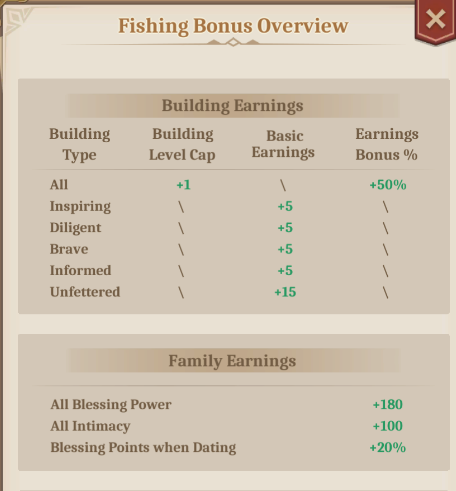 Fishing Bonus Overview
Building Earnings
Building Type Building Level Cap Basic Earnings Earnings Bonus %
All +1 \ +50%
Inspiring \ +5 \
Diligent \ +5 \
Brave \ +5 \
Informed \ +5 \
Unfettered \ +15 \
Family Earnings
All Blessing Power +180
All Intimacy +100
Blessing Points when Dating +20%